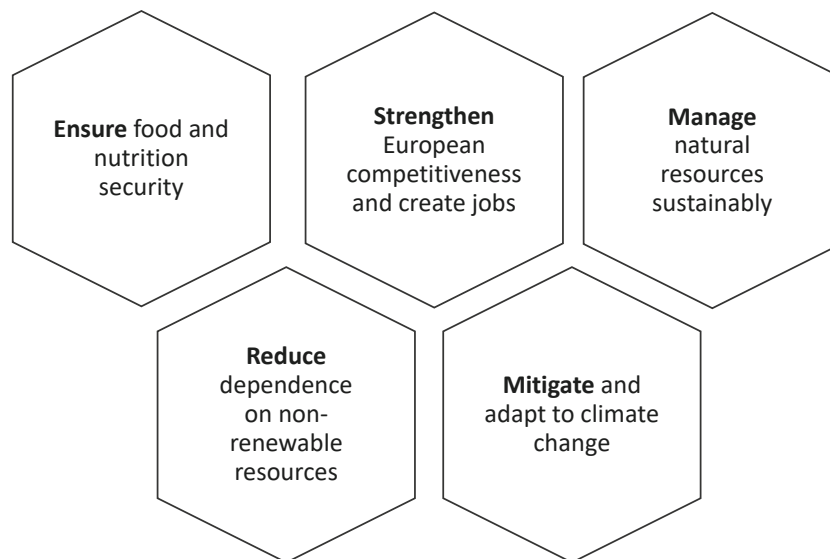 Ensure food and
nutrition
security
Strengthen
European
competitiveness
and create jobs
Manage
natural
resources
sustainably
Reduce
dependence
on non-
renewable
resources
Mitigate and
adapt to climate
change